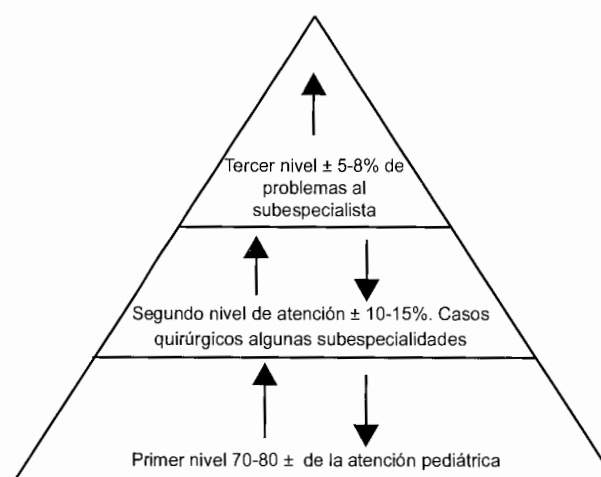 Tercer nivel ± 5-8% de
problemas al
subespecialista
Segundo nivel de atención ± 10-15%. Casos
quirúrgicos algunas subespecialidades
Primer nivel 70-80 ± de la atención pediátrica